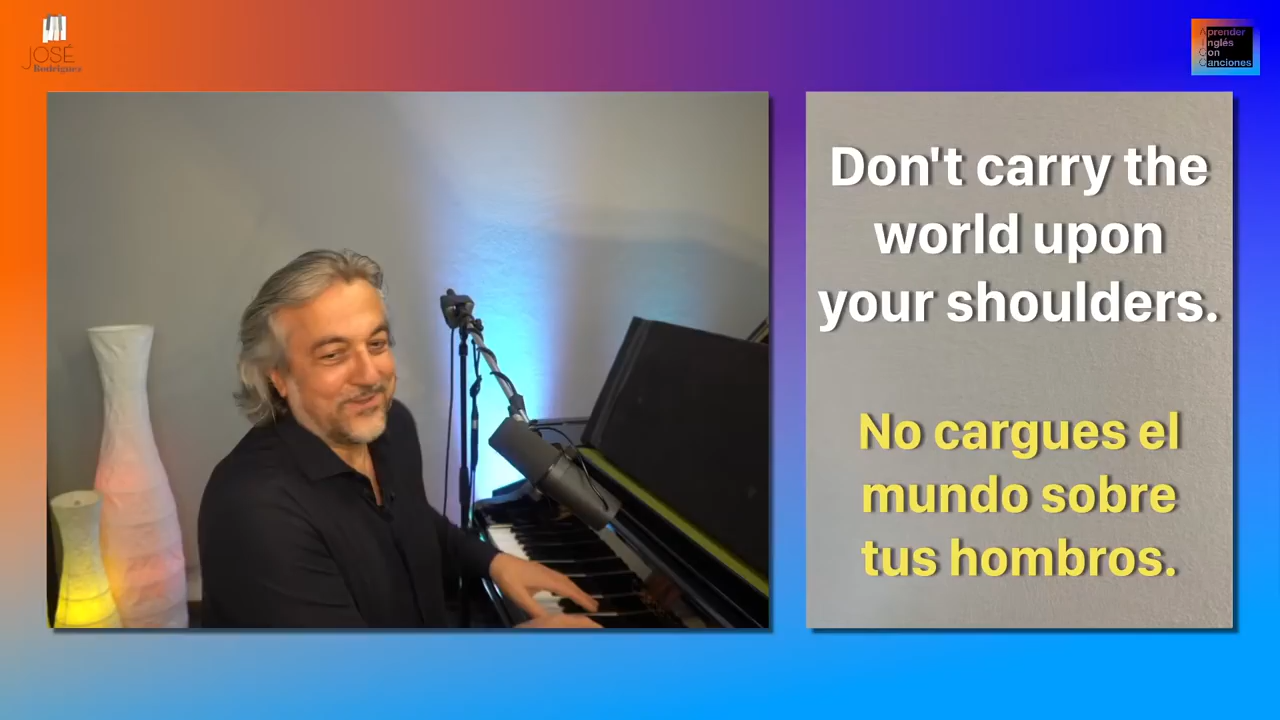 JOSÉ
Rodríguez
Aprender
Inglés
Con
Canciones
Don't carry the
world upon
your shoulders.
No cargues el
mundo sobre
tus hombros.